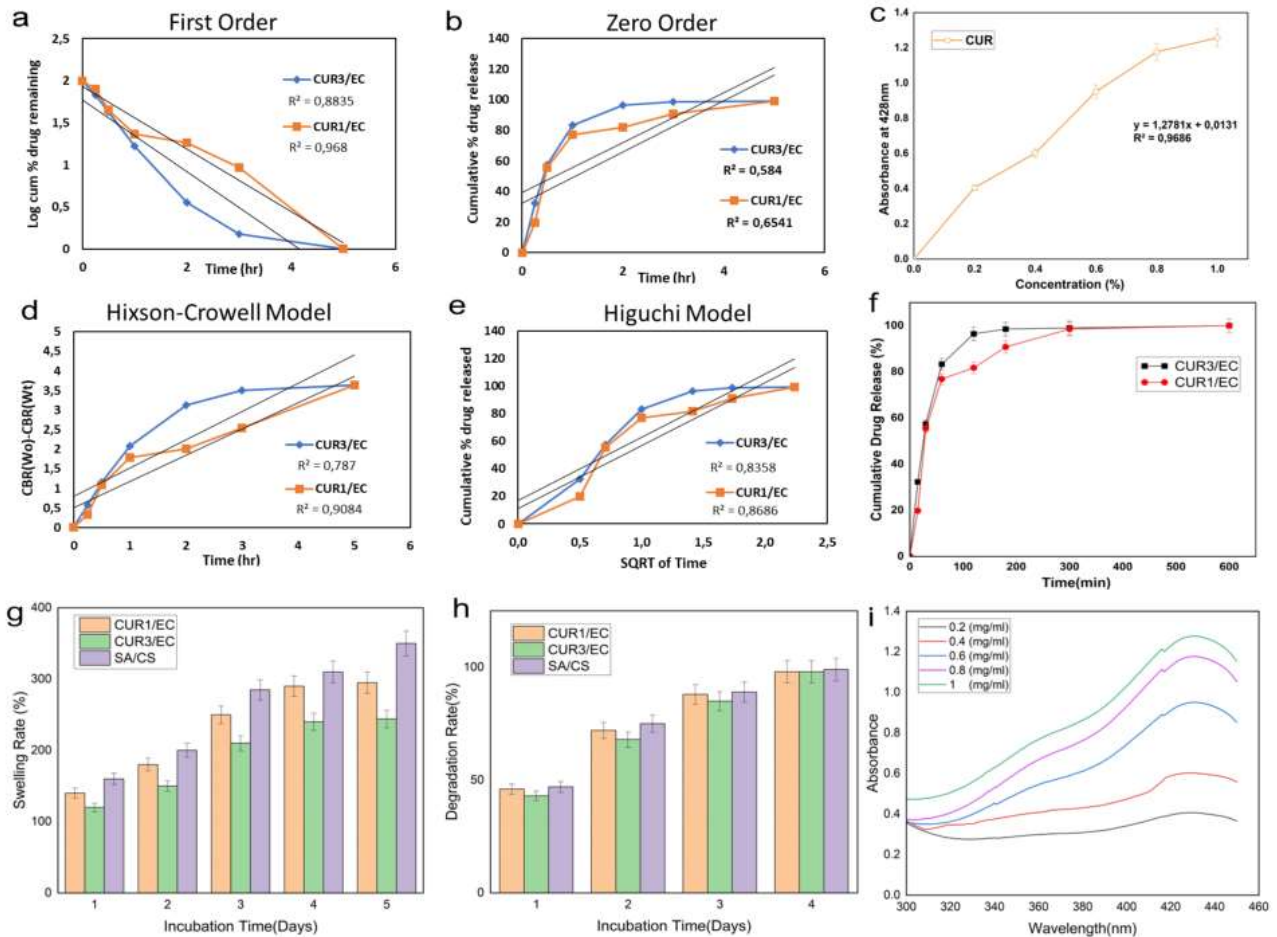 a
First Order
Log cum % drug remaining
2,5
2
1,5
1
0,5
0
0
2
4
6
Time (hr)
CUR3/EC
R² = 0,8835
CUR1/EC
R² = 0,968
b
Zero Order
Cumulative % drug release
140
120
100
80
60
40
20
0
0
2
4
6
Time (hr)
CUR3/EC
R² = 0,584
CUR1/EC
R² = 0,6541
c
Absorbance at 428nm
1.4
1.2
1.0
0.8
0.6
0.4
0.2
0.0
0.0
0.2
0.4
0.6
0.8
1.0
Concentration (%)
CUR
y = 1,2781x + 0,0131
R² = 0,9686
d
Hixson-Crowell Model
CBR(Wo)-CBR(Wt)
5
4,5
4
3,5
3
2,5
2
1,5
1
0,5
0
0
1
2
3
4
5
6
Time (hr)
CUR3/EC
R² = 0,787
CUR1/EC
R² = 0,9084
e
Higuchi Model
Cumulative % drug released
140
120
100
80
60
40
20
0
0,0
0,5
1,0
1,5
2,0
2,5
SQRT of Time
CUR3/EC
R² = 0,8358
CUR1/EC
R² = 0,8686
f
Cumulative Drug Release (%)
100
80
60
40
20
0
0
200
400
600
Time(min)
CUR3/EC
CUR1/EC
g
Swelling Rate (%)
400
300
200
100
0
1
2
3
4
5
Incubation Time(Days)
CUR1/EC
CUR3/EC
SA/CS
h
Degradation Rate(%)
100
50
0
1
2
3
4
Incubation Time(Days)
CUR1/EC
CUR3/EC
SA/CS
i
Absorbance
1.4
1.2
1.0
0.8
0.6
0.4
0.2
0.0
300
320
340
360
380
400
420
440
460
Wavelength(nm)
0.2 (mg/ml)
0.4 (mg/ml)
0.6 (mg/ml)
0.8 (mg/ml)
1 (mg/ml)